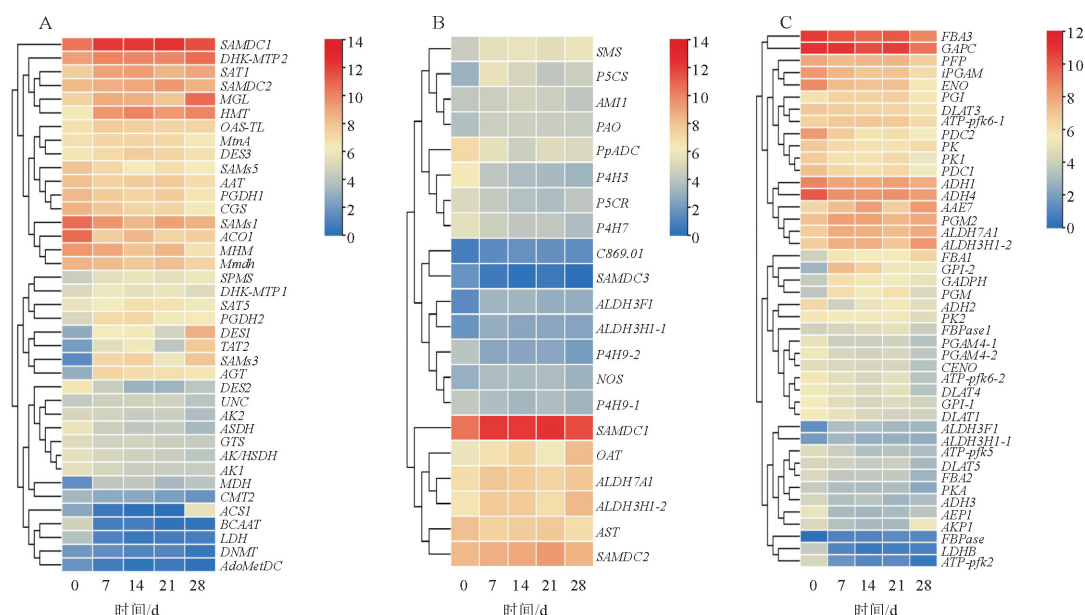 A
SAMDC1
DHK-MTP2
SAT1
SAMDC2
MGL
HMT
OAS-TL
MtnA
DES3
SAMs5
AAT
PGDH1
CGS
SAMs1
ACO1
MHM
Mmdh
SPMS
DHK-MTP1
SAT5
PGDH2
DES1
TAT2
SAMs3
AGT
DES2
UNC
AK2
ASDH
GTS
AK/HSDH
AK1
MDH
CMT2
ACS1
BCAAT
LDH
DNMT
AdoMetDC
14
12
10
8
6
4
2
0
0 7 14 21 28
时间/d
B
SMS
P5CS
AMI1
PAO
PpADC
P4H3
P5CR
P4H7
C869.01
SAMDC3
ALDH3F1
ALDH3H1-1
P4H9-2
NOS
P4H9-1
SAMDC1
OAT
ALDH7A1
ALDH3H1-2
AST
SAMDC2
14
12
10
8
6
4
2
0
0 7 14 21 28
时间/d
C
FBA3
GAPC
PFP
iPGAM
ENO
PGI
DLAT3
ATP-pfk6-1
PDC2
PK
PK1
PDC1
ADH1
ADH4
AAE7
PGM2
ALDH7A1
ALDH3H1-2
FBA1
GPI-2
GADPH
PGM
ADH2
PK2
FBPase1
PGAM4-1
PGAM4-2
CENO
ATP-pfk6-2
DLAT4
GPI-1
DLAT1
ALDH3F1
ALDH3H1-1
ATP-pfk5
DLAT5
FBA2
PKA
ADH3
AEP1
AKP1
FBPase
LDHB
ATP-pfk2
12
10
8
6
4
2
0
0 7 14 21 28
时间/d